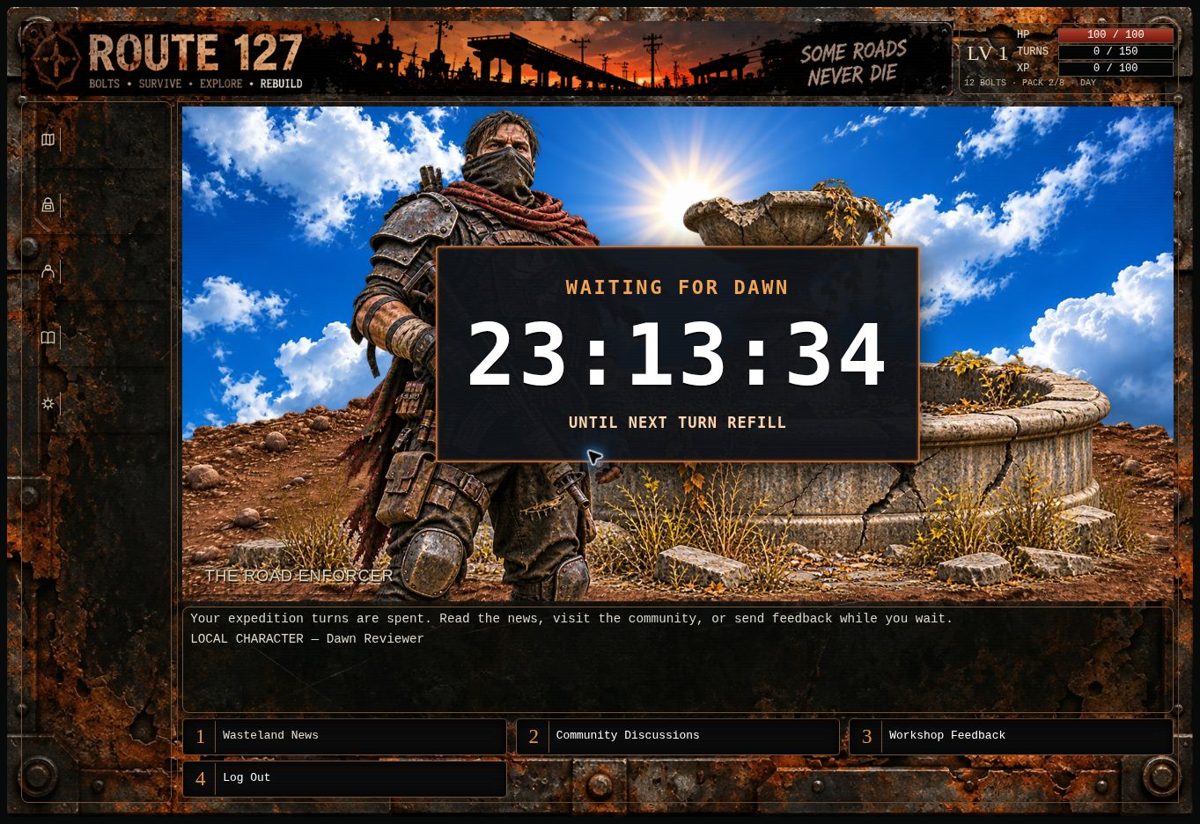 ROUTE 127
BOLTS • SURVIVE • EXPLORE • REBUILD
SOME ROADS
NEVER DIE
LV 1
HP 100 / 100
TURNS 0 / 150
XP 0 / 100
12 BOLTS · PACK 2/8 · DAY
WAITING FOR DAWN
23:13:34
UNTIL NEXT TURN REFILL
THE ROAD ENFORCER
Your expedition turns are spent. Read the news, visit the community, or send feedback while you wait.
LOCAL CHARACTER — Dawn Reviewer
1 Wasteland News
2 Community Discussions
3 Workshop Feedback
4 Log Out